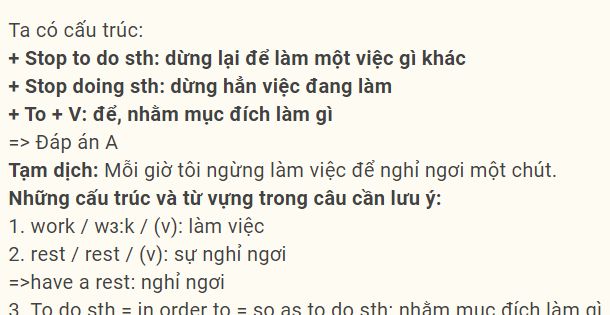 Ta có cấu trúc:
+ Stop to do sth: dừng lại để làm một việc gì khác
+ Stop doing sth: dừng hẳn việc đang làm
+ To + V: để, nhằm mục đích làm gì
=> Đáp án A
Tạm dịch: Mỗi giờ tôi ngừng làm việc để nghỉ ngơi một chút.
Những cấu trúc và từ vựng trong câu cần lưu ý:
1. work / wɜ:k / (v): làm việc
2. rest / rest / (v): sự nghỉ ngơi
=>have a rest: nghỉ ngơi
3. To do sth = in order to = so as to do sth: nhằm mục đích làm gì